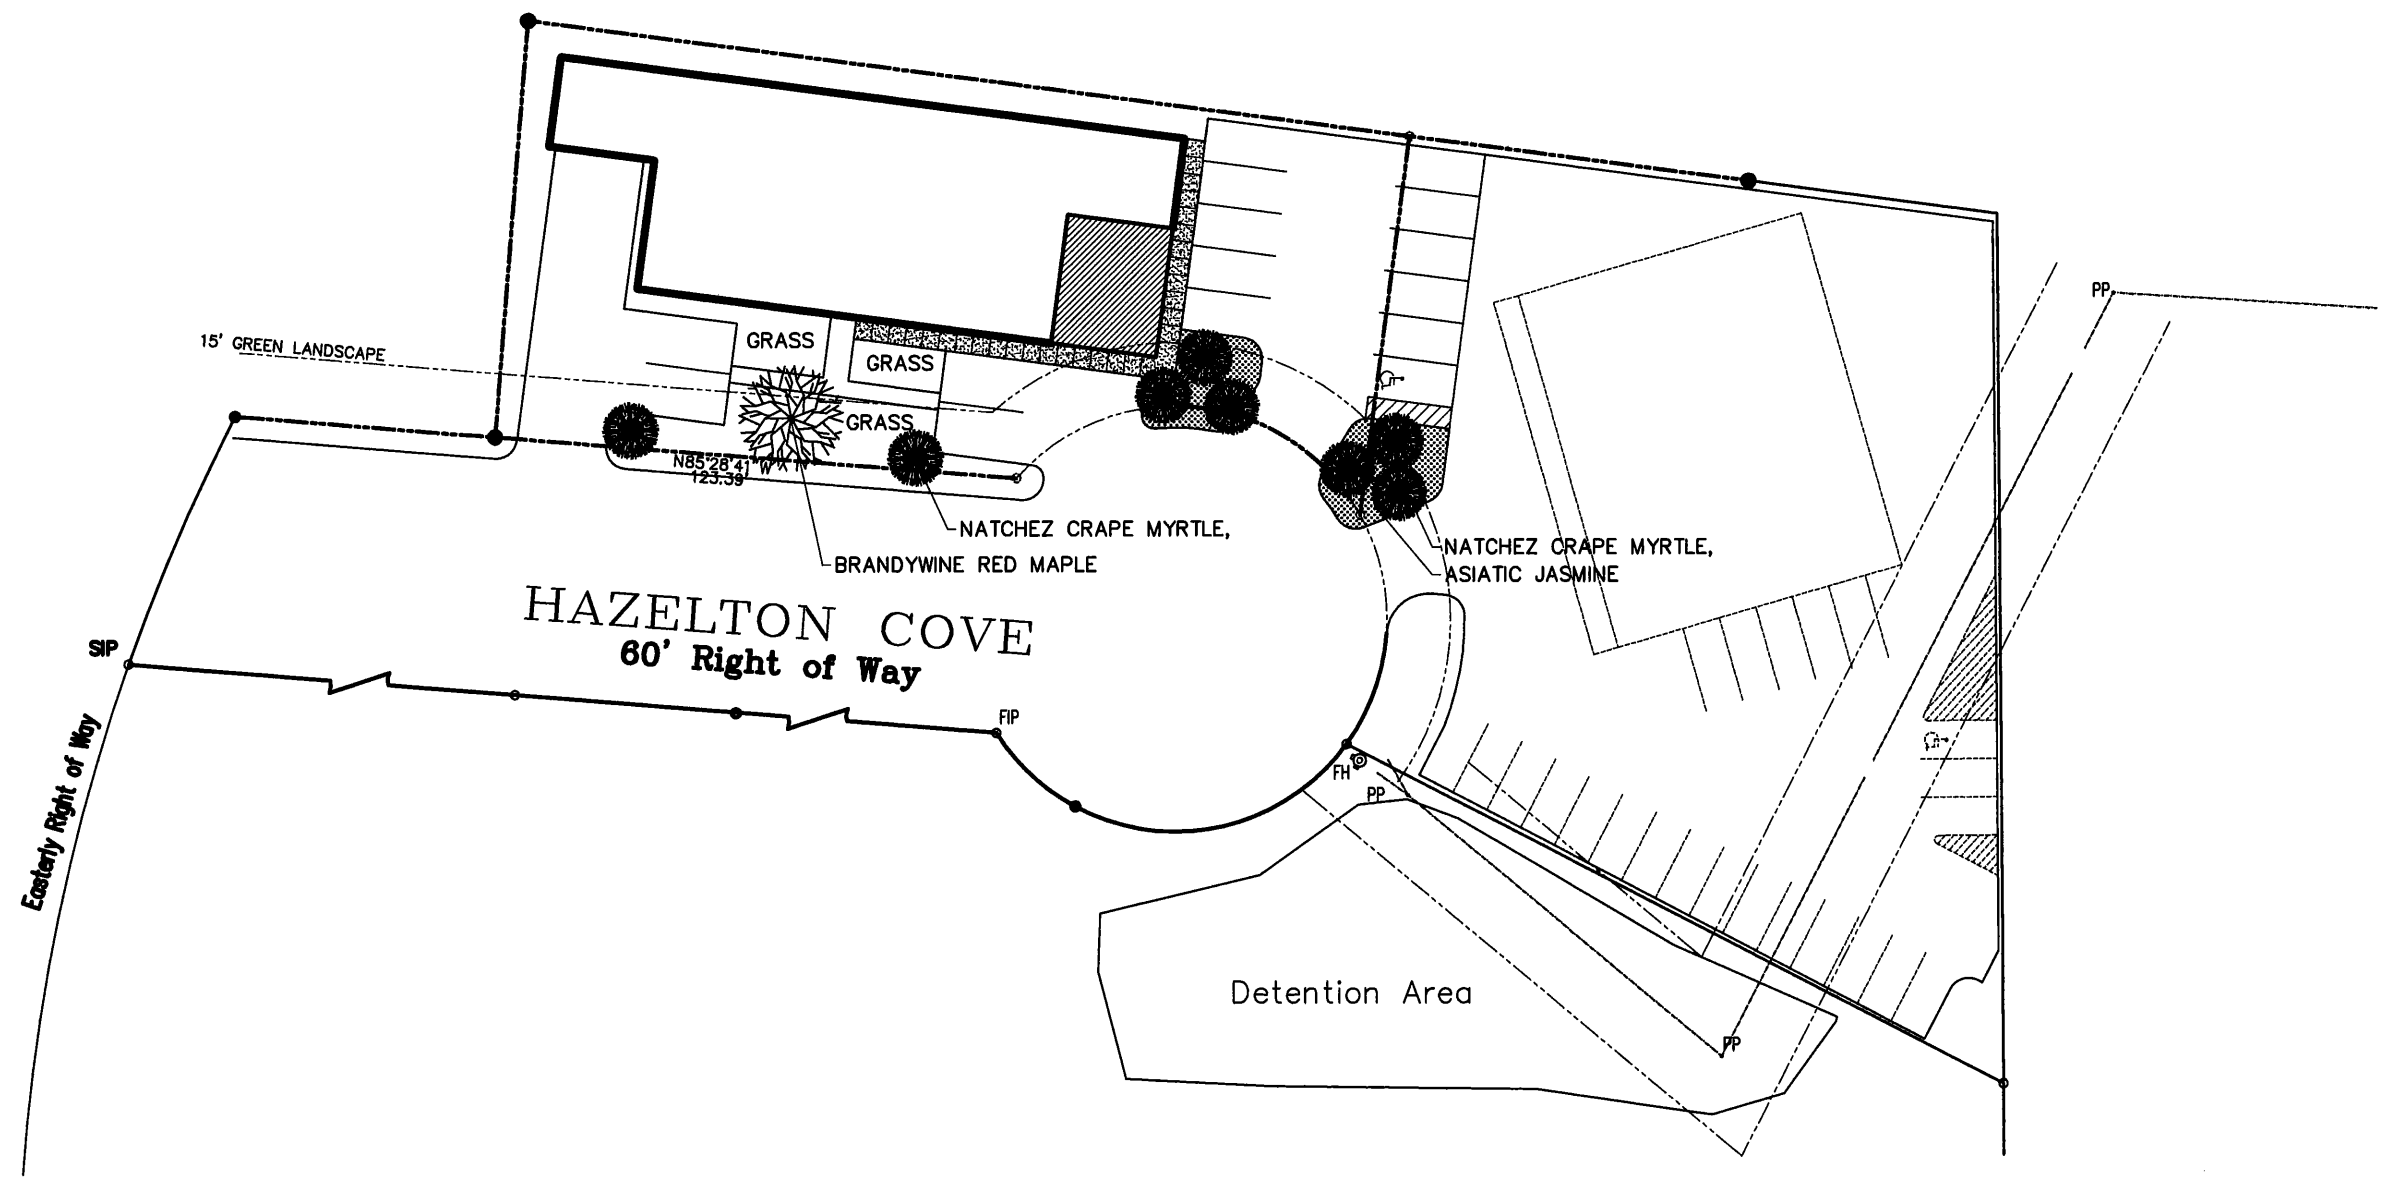 PP
15' GREEN LANDSCAPE
GRASS
GRASS
GRASS
N85°28'41"W
123.39'
NATCHEZ CRAPE MYRTLE,
BRANDYWINE RED MAPLE
NATCHEZ CRAPE MYRTLE,
ASIATIC JASMINE
HAZELTON COVE
60' Right of Way
SIP
FIP
Easterly Right of Way
FH
PP
Detention Area
PP